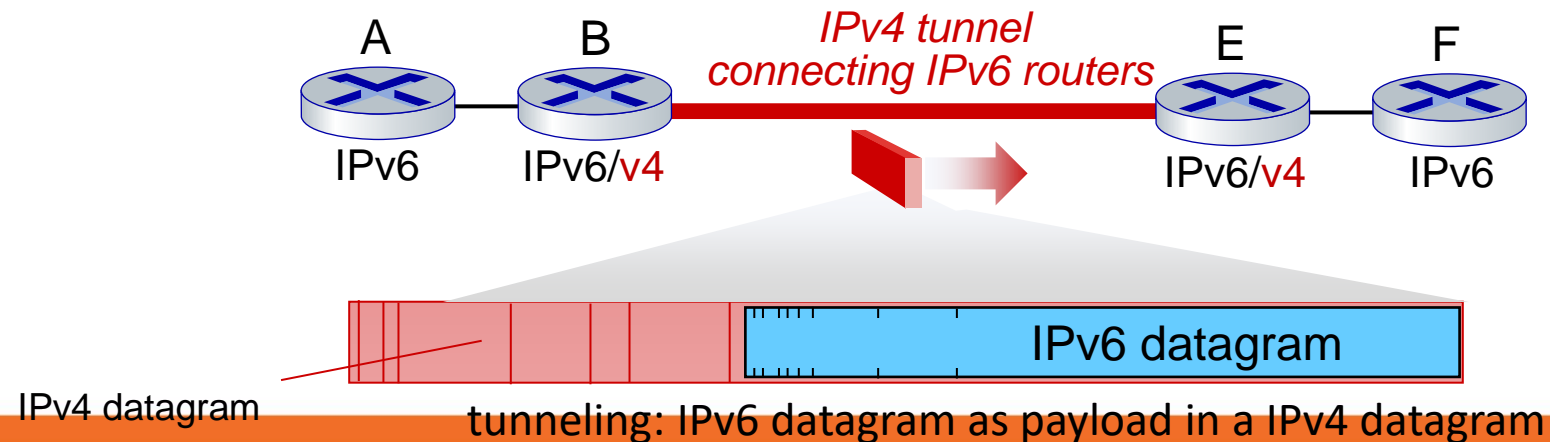 A
B
IPv4 tunnel
connecting IPv6 routers
E
F
IPv6
IPv6/v4
IPv6/v4
IPv6
IPv6 datagram
IPv4 datagram
tunneling: IPv6 datagram as payload in a IPv4 datagram